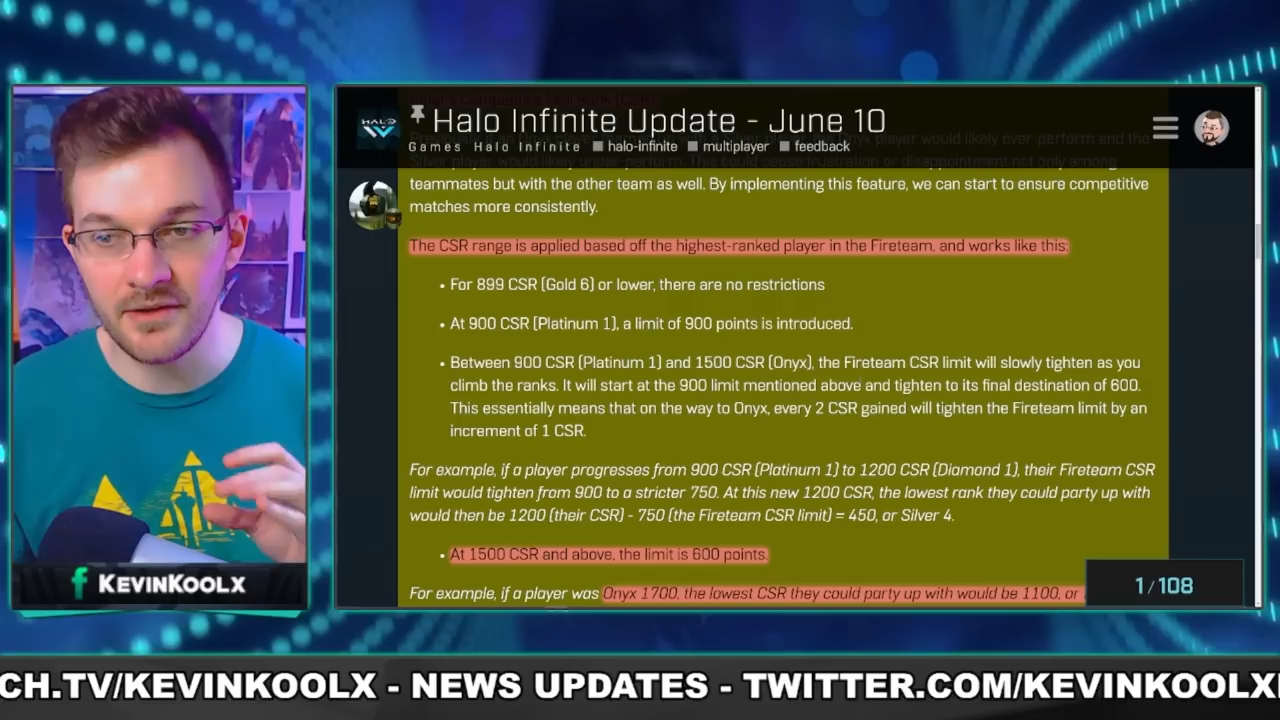 HALO
Halo Infinite Update - June 10
Games Halo Infinite halo-infinite multiplayer feedback
teammates but with the other team as well. By implementing this feature, we can start to ensure competitive
matches more consistently.
The CSR range is applied based off the highest-ranked player in the Fireteam, and works like this:
• For 899 CSR (Gold 6) or lower, there are no restrictions
• At 900 CSR (Platinum 1), a limit of 900 points is introduced.
• Between 900 CSR (Platinum 1) and 1500 CSR (Onyx), the Fireteam CSR limit will slowly tighten as you
climb the ranks. It will start at the 900 limit mentioned above and tighten to its final destination of 600.
This essentially means that on the way to Onyx, every 2 CSR gained will tighten the Fireteam limit by an
increment of 1 CSR.
For example, if a player progresses from 900 CSR (Platinum 1) to 1200 CSR (Diamond 1), their Fireteam CSR
limit would tighten from 900 to a stricter 750. At this new 1200 CSR, the lowest rank they could party up with
would then be 1200 (their CSR) - 750 (the Fireteam CSR limit) = 450, or Silver 4.
• At 1500 CSR and above, the limit is 600 points.
For example, if a player was Onyx 1700, the lowest CSR they could party up with would be 1100, or
1 / 108
f KEVINKOOLX
CH.TV/KEVINKOOLX - NEWS UPDATES - TWITTER.COM/KEVINKOOLX